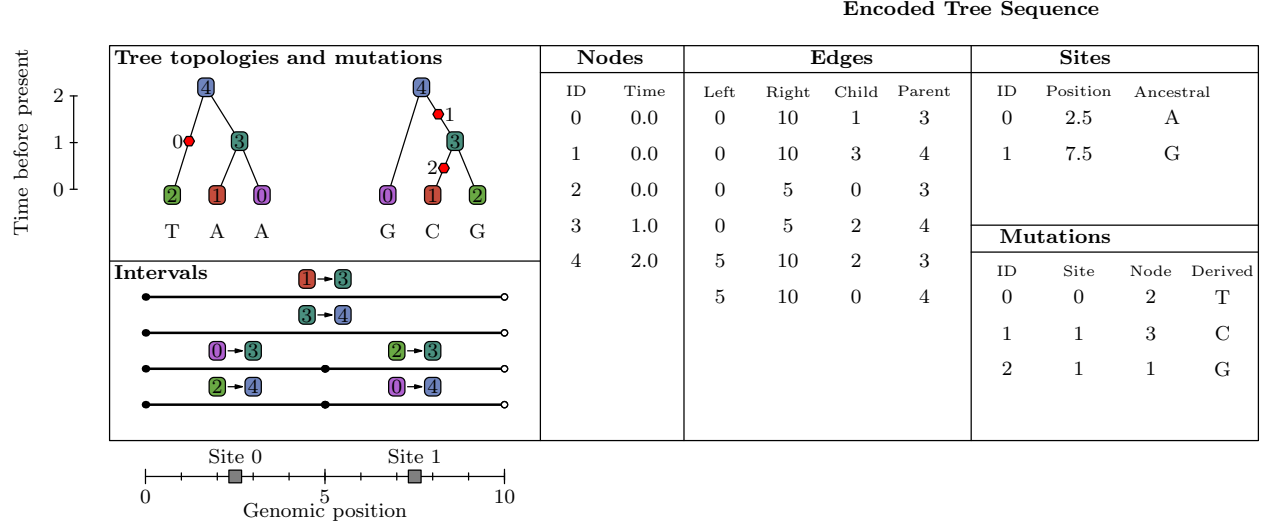 Encoded Tree Sequence
Time before present
2
1
0
Tree topologies and mutations
4
0
3
2 1 0
T A A
4
1
3
2
0 1 2
G C G
Intervals
1 3
3 4
0 3 2 3
2 4 0 4
Site 0 Site 1
0 5 10
Genomic position
Nodes
ID Time
0 0.0
1 0.0
2 0.0
3 1.0
4 2.0
Edges
Left Right Child Parent
0 10 1 3
0 10 3 4
0 5 0 3
0 5 2 4
5 10 2 3
5 10 0 4
Sites
ID Position Ancestral
0 2.5 A
1 7.5 G
Mutations
ID Site Node Derived
0 0 2 T
1 1 3 C
2 1 1 G